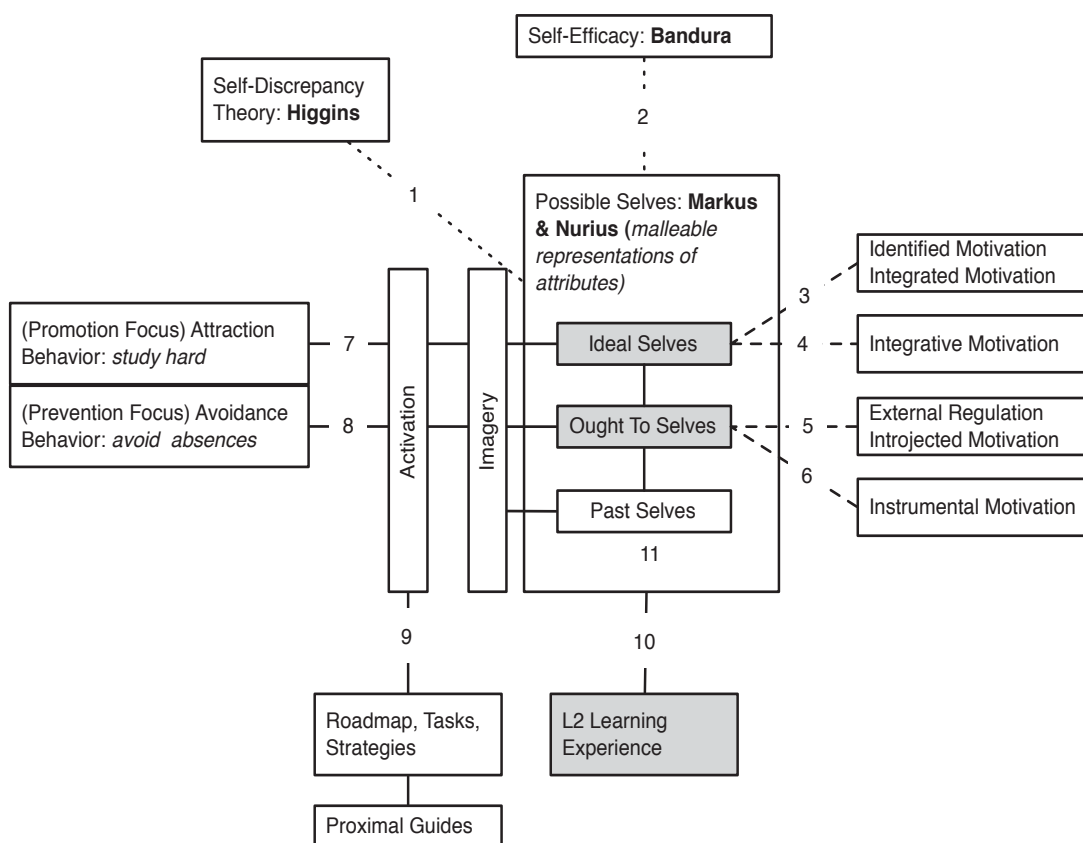 Self-Efficacy: Bandura
Self-Discrepancy
Theory: Higgins
2
1
Possible Selves: Markus
& Nurius (malleable
representations of
attributes)
Identified Motivation
Integrated Motivation
3
(Promotion Focus) Attraction
Behavior: study hard
7
Ideal Selves
4
Integrative Motivation
(Prevention Focus) Avoidance
Behavior: avoid absences
8
Activation
Imagery
Ought To Selves
5
External Regulation
Introjected Motivation
6
Past Selves
Instrumental Motivation
11
9
10
Roadmap, Tasks,
Strategies
L2 Learning
Experience
Proximal Guides